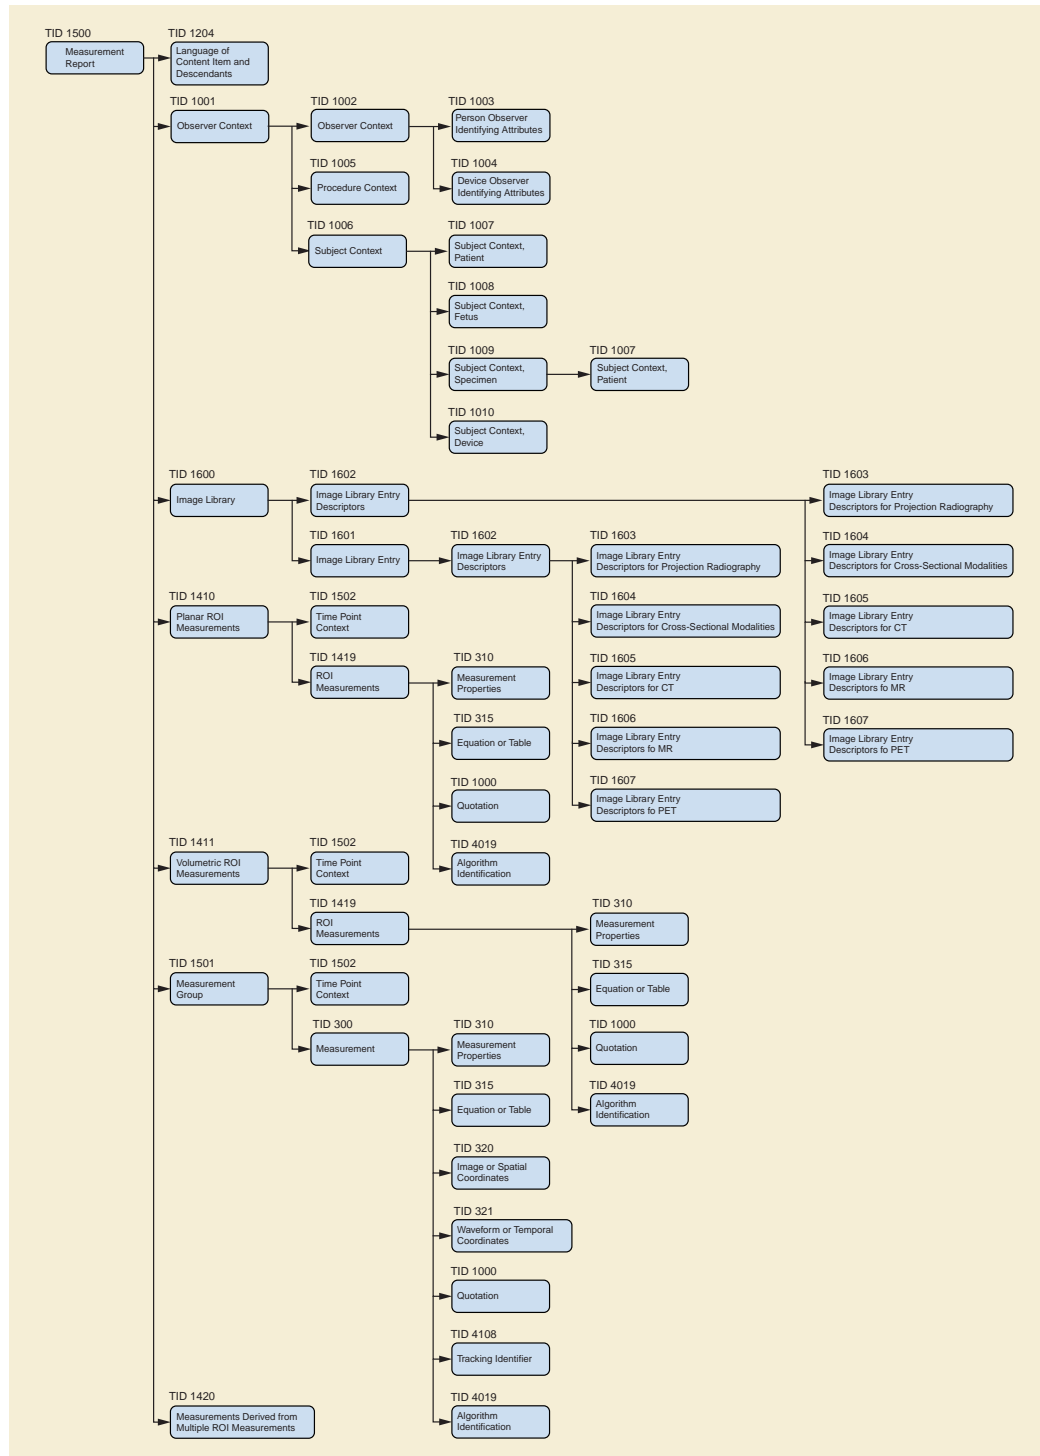 TID 1500
Measurement
Report
TID 1204
Language of
Content Item and
Descendants
TID 1001
Observer Context
TID 1002
Observer Context
TID 1003
Person Observer
Identifying Attributes
TID 1004
Device Observer
Identifying Attributes
TID 1005
Procedure Context
TID 1006
Subject Context
TID 1007
Subject Context,
Patient
TID 1008
Subject Context,
Fetus
TID 1009
Subject Context,
Specimen
TID 1007
Subject Context,
Patient
TID 1010
Subject Context,
Device
TID 1600
Image Library
TID 1602
Image Library Entry
Descriptors
TID 1603
Image Library Entry
Descriptors for Projection Radiography
TID 1604
Image Library Entry
Descriptors for Cross-Sectional Modalities
TID 1605
Image Library Entry
Descriptors for CT
TID 1606
Image Library Entry
Descriptors fo MR
TID 1607
Image Library Entry
Descriptors fo PET
TID 1601
Image Library Entry
TID 1602
Image Library Entry
Descriptors
TID 1603
Image Library Entry
Descriptors for Projection Radiography
TID 1604
Image Library Entry
Descriptors for Cross-Sectional Modalities
TID 1605
Image Library Entry
Descriptors for CT
TID 1606
Image Library Entry
Descriptors fo MR
TID 1607
Image Library Entry
Descriptors fo PET
TID 1410
Planar ROI
Measurements
TID 1502
Time Point
Context
TID 1419
ROI
Measurements
TID 310
Measurement
Properties
TID 315
Equation or Table
TID 1000
Quotation
TID 4019
Algorithm
Identification
TID 1411
Volumetric ROI
Measurements
TID 1502
Time Point
Context
TID 1419
ROI
Measurements
TID 310
Measurement
Properties
TID 315
Equation or Table
TID 1000
Quotation
TID 4019
Algorithm
Identification
TID 1501
Measurement
Group
TID 1502
Time Point
Context
TID 300
Measurement
TID 310
Measurement
Properties
TID 315
Equation or Table
TID 320
Image or Spatial
Coordinates
TID 321
Waveform or Temporal
Coordinates
TID 1000
Quotation
TID 4108
Tracking Identifier
TID 4019
Algorithm
Identification
TID 1420
Measurements Derived from
Multiple ROI Measurements